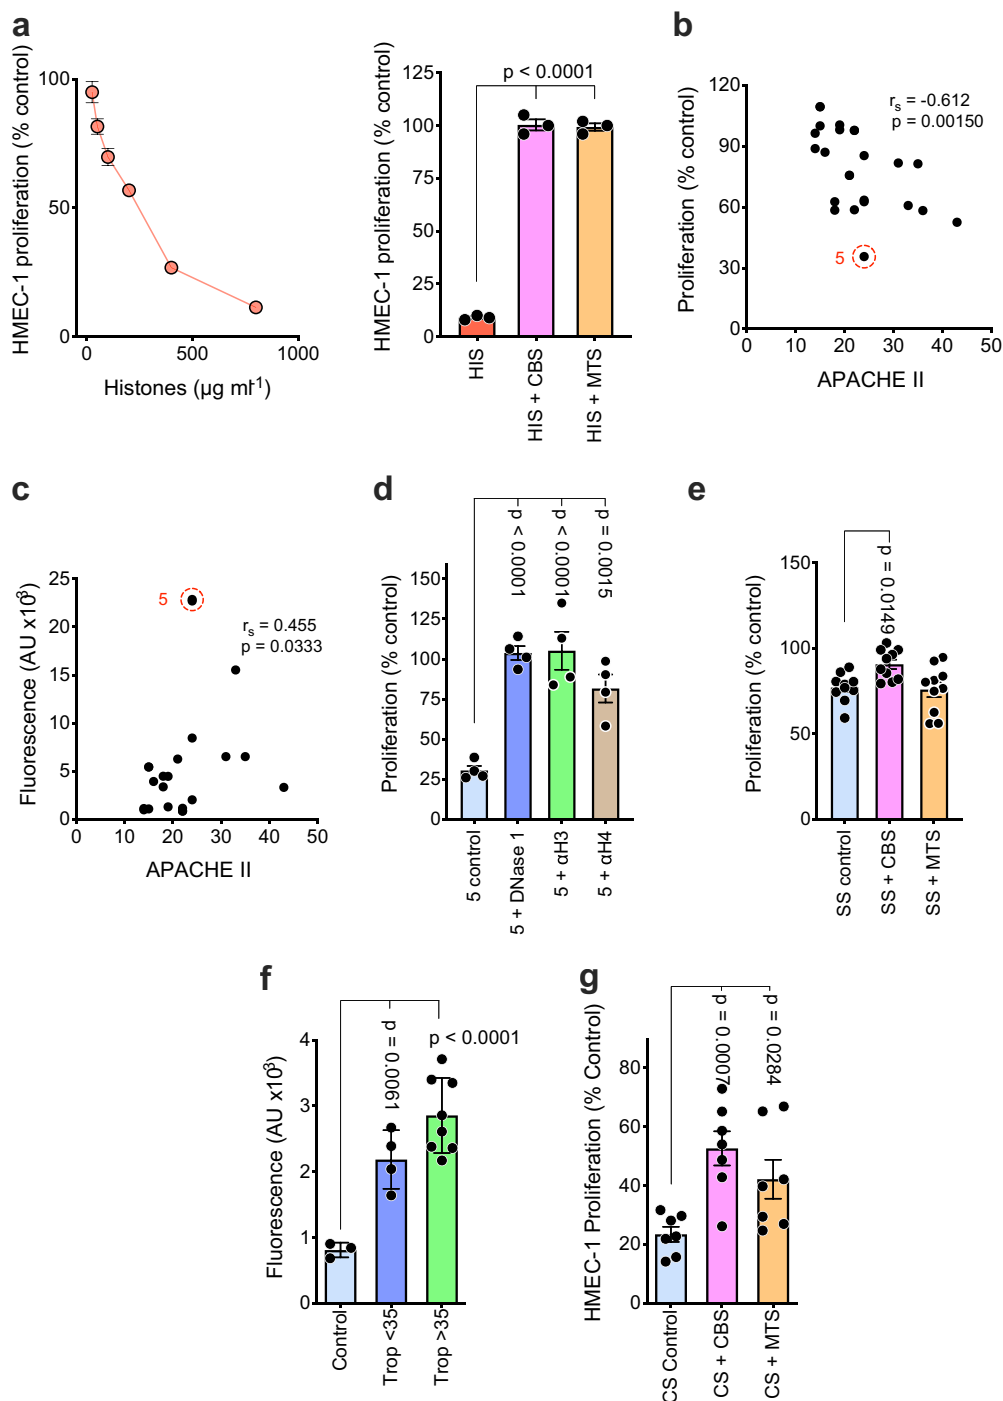 a
HMEC-1 proliferation (% control)
100
50
0
0
500
1000
Histones (µg ml-1)
HMEC-1 proliferation (% control)
125
100
75
50
25
0
p < 0.0001
HIS
HIS + CBS
HIS + MTS
b
Proliferation (% control)
120
90
60
30
0
0
10
20
30
40
50
rs = -0.612
p = 0.00150
5
APACHE II
c
Fluorescence (AU x10³)
25
20
15
10
5
0
0
10
20
30
40
50
5
rs = 0.455
p = 0.0333
APACHE II
d
Proliferation (% control)
150
125
100
75
50
25
0
p < 0.0001
p < 0.0001
p = 0.0015
5 control
5 + DNase 1
5 + αH3
5 + αH4
e
Proliferation (% control)
150
100
50
0
p = 0.0149
SS control
SS + CBS
SS + MTS
f
Fluorescence (AU x10³)
4
3
2
1
0
p = 0.0061
p < 0.0001
Control
Trop <35
Trop >35
g
HMEC-1 Proliferation (% Control)
80
60
40
20
0
p = 0.0007
p = 0.0284
CS Control
CS + CBS
CS + MTS